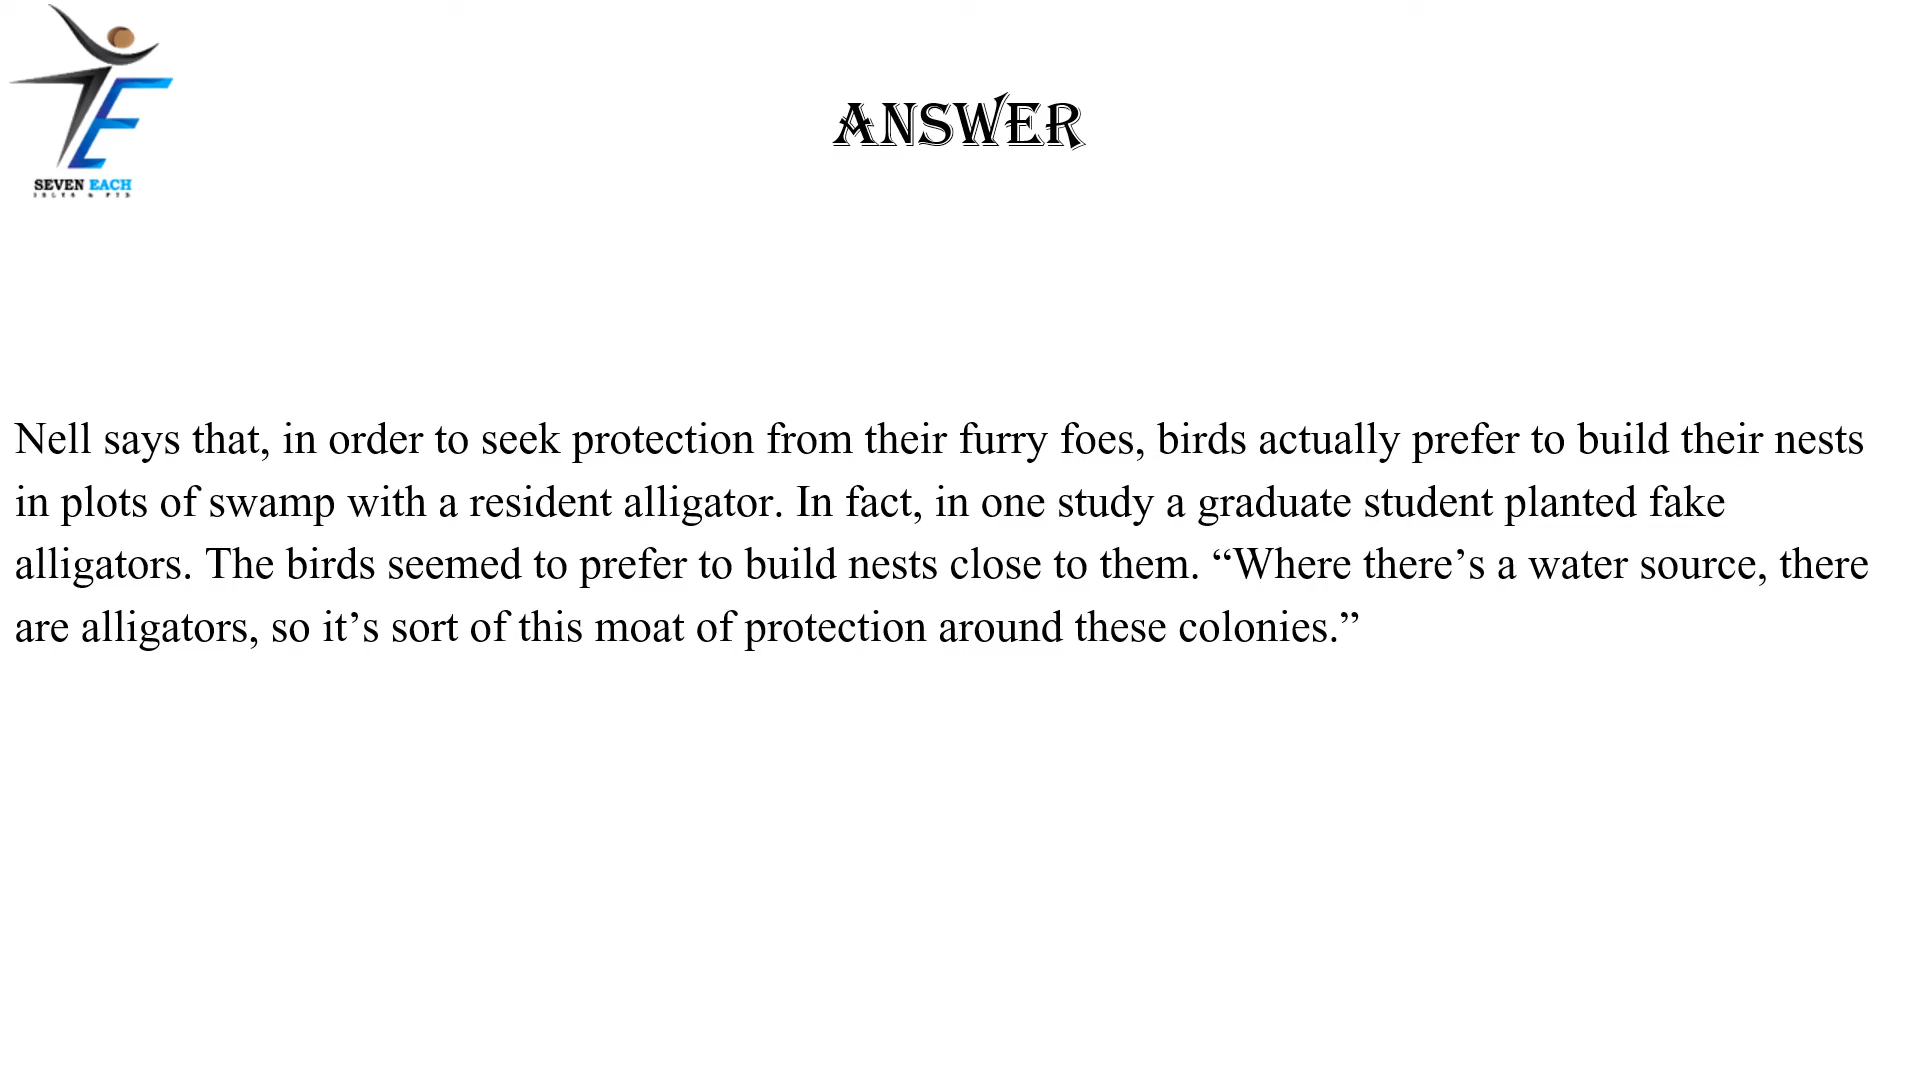 ANSWER
SEVEN EACH
IELTS & PTE
Nell says that, in order to seek protection from their furry foes, birds actually prefer to build their nests
in plots of swamp with a resident alligator. In fact, in one study a graduate student planted fake
alligators. The birds seemed to prefer to build nests close to them. “Where there’s a water source, there
are alligators, so it’s sort of this moat of protection around these colonies.”